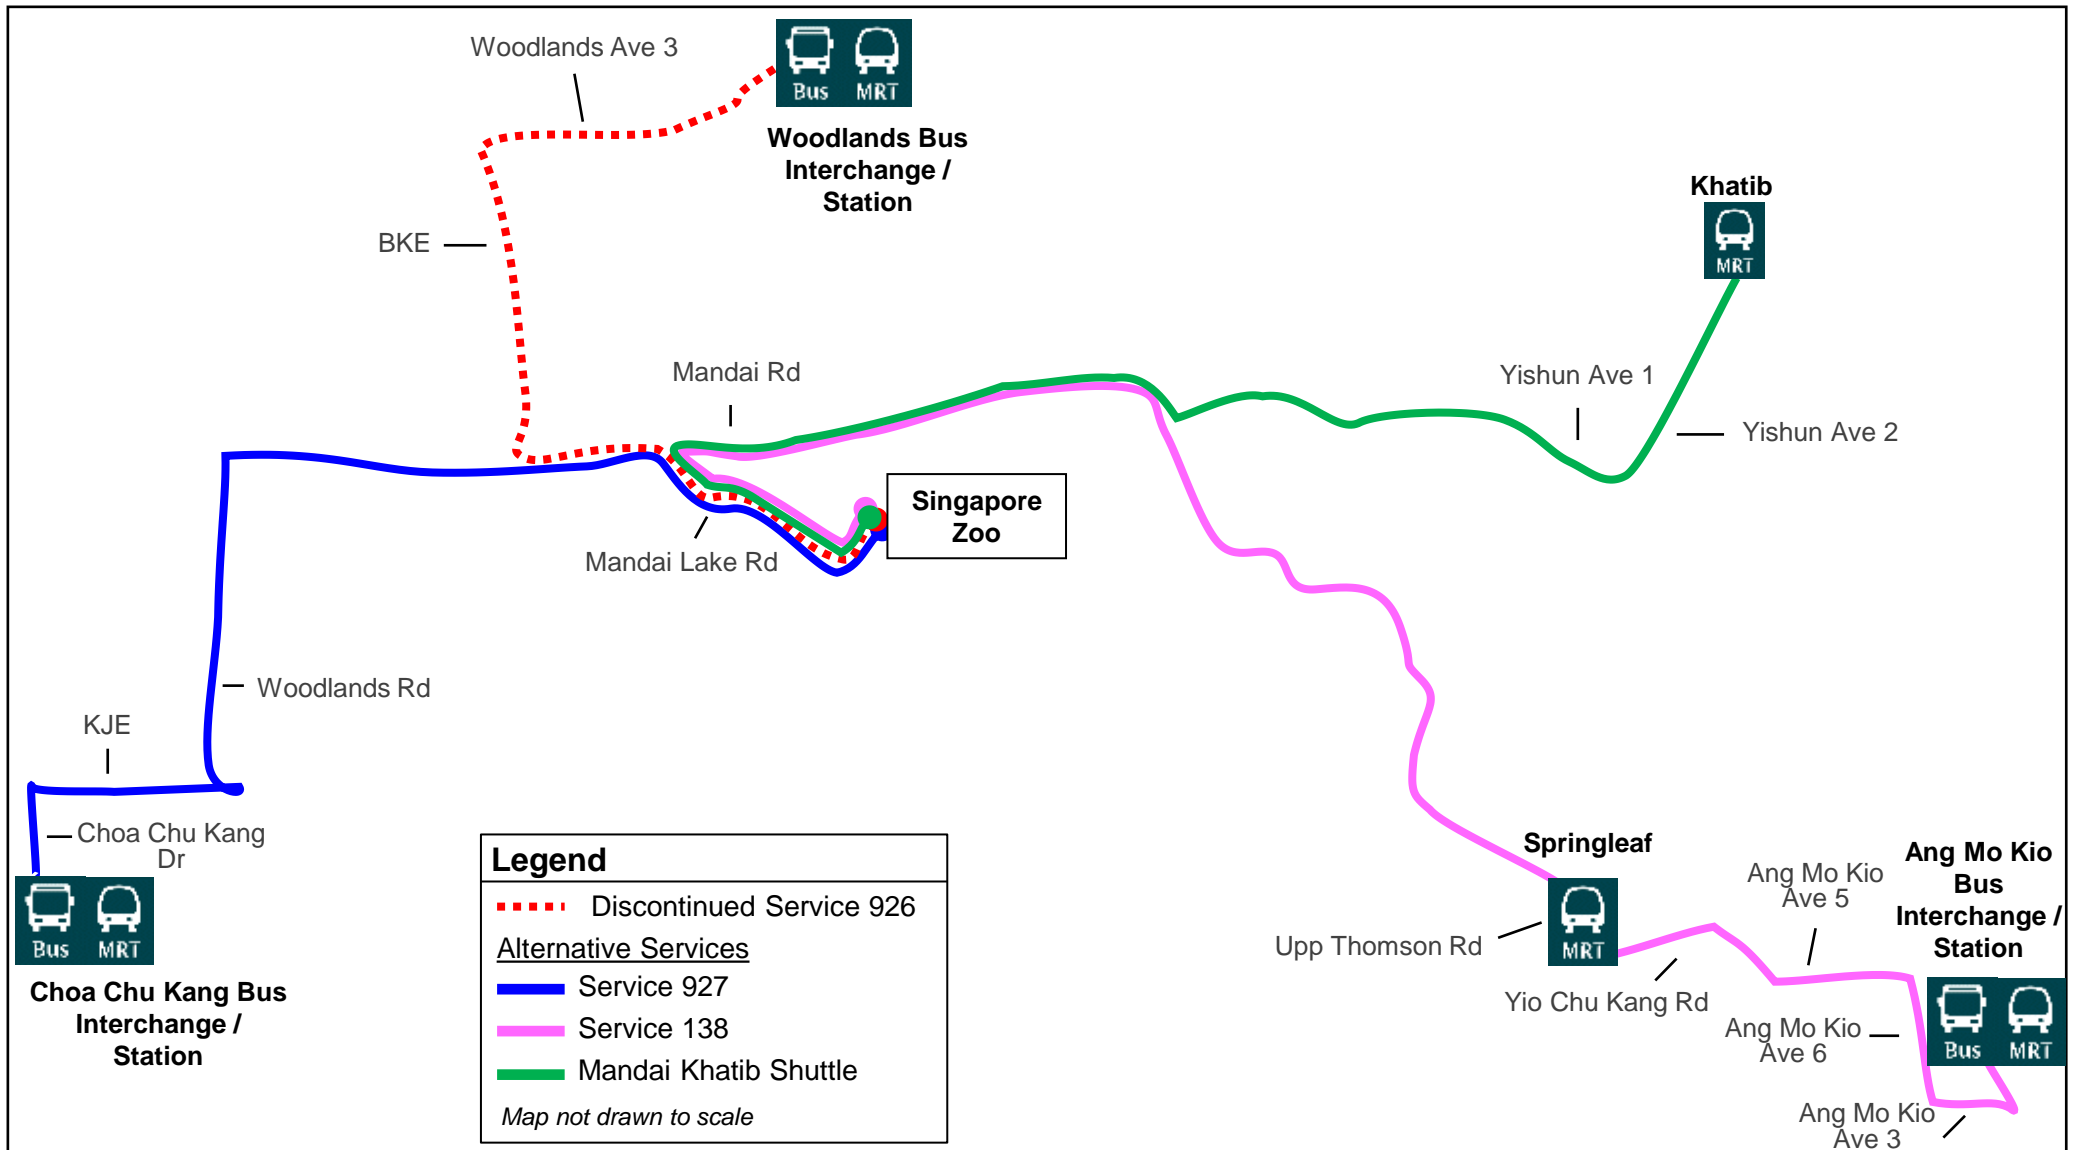 Woodlands Ave 3
Bus MRT
Woodlands Bus
Interchange /
Station
Khatib
MRT
BKE
Mandai Rd
Yishun Ave 1
Yishun Ave 2
Singapore
Zoo
Mandai Lake Rd
Woodlands Rd
KJE
Choa Chu Kang
Dr
Bus MRT
Choa Chu Kang Bus
Interchange /
Station
Legend
Discontinued Service 926
Alternative Services
Service 927
Service 138
Mandai Khatib Shuttle
Map not drawn to scale
Springleaf
MRT
Upp Thomson Rd
Yio Chu Kang Rd
Ang Mo Kio
Ave 5
Ang Mo Kio
Bus
Interchange /
Station
Bus MRT
Ang Mo Kio
Ave 6
Ang Mo Kio
Ave 3